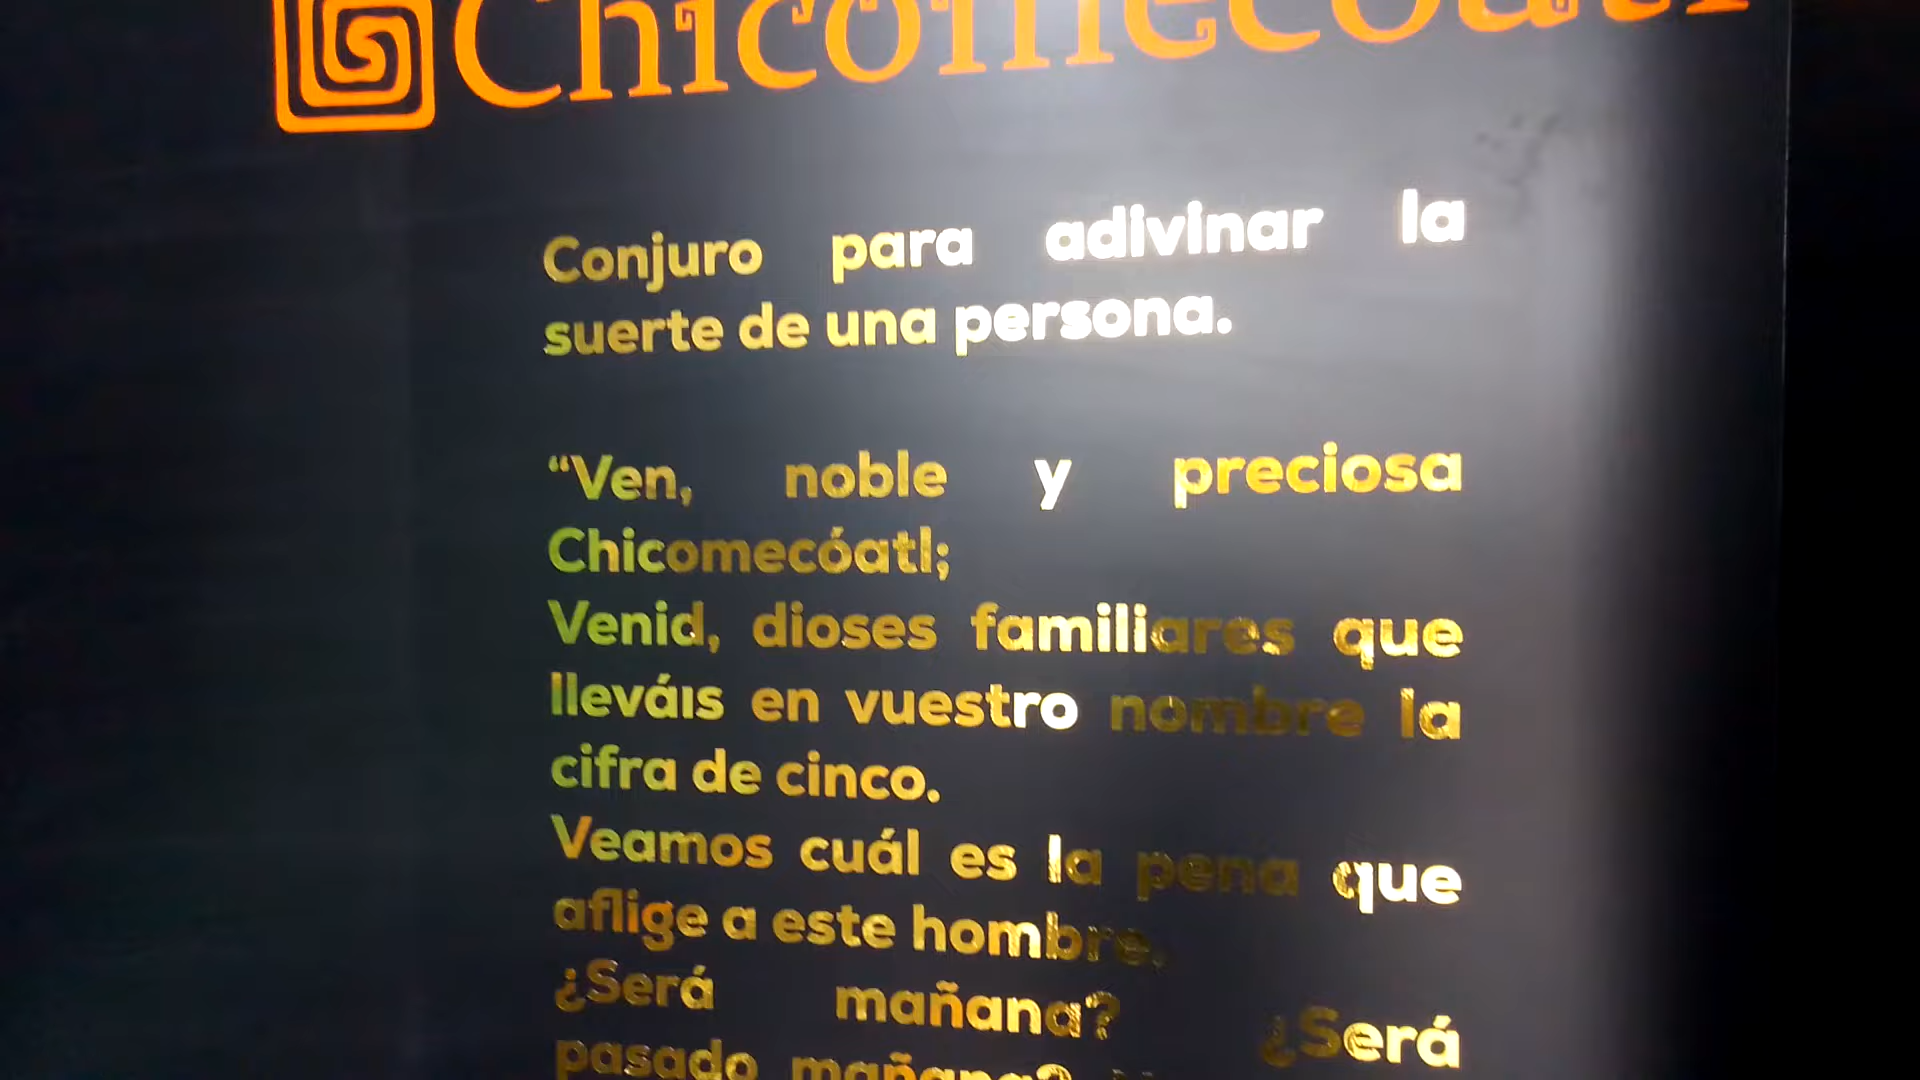 Chicomecóatl
Conjuro para adivinar la
suerte de una persona.
“Ven, noble y preciosa
Chicomecóatl;
Venid, dioses familiares que
lleváis en vuestro nombre la
cifra de cinco.
Veamos cuál es la pena que
aflige a este hombre.
¿Será mañana? ¿Será
pasado mañana?